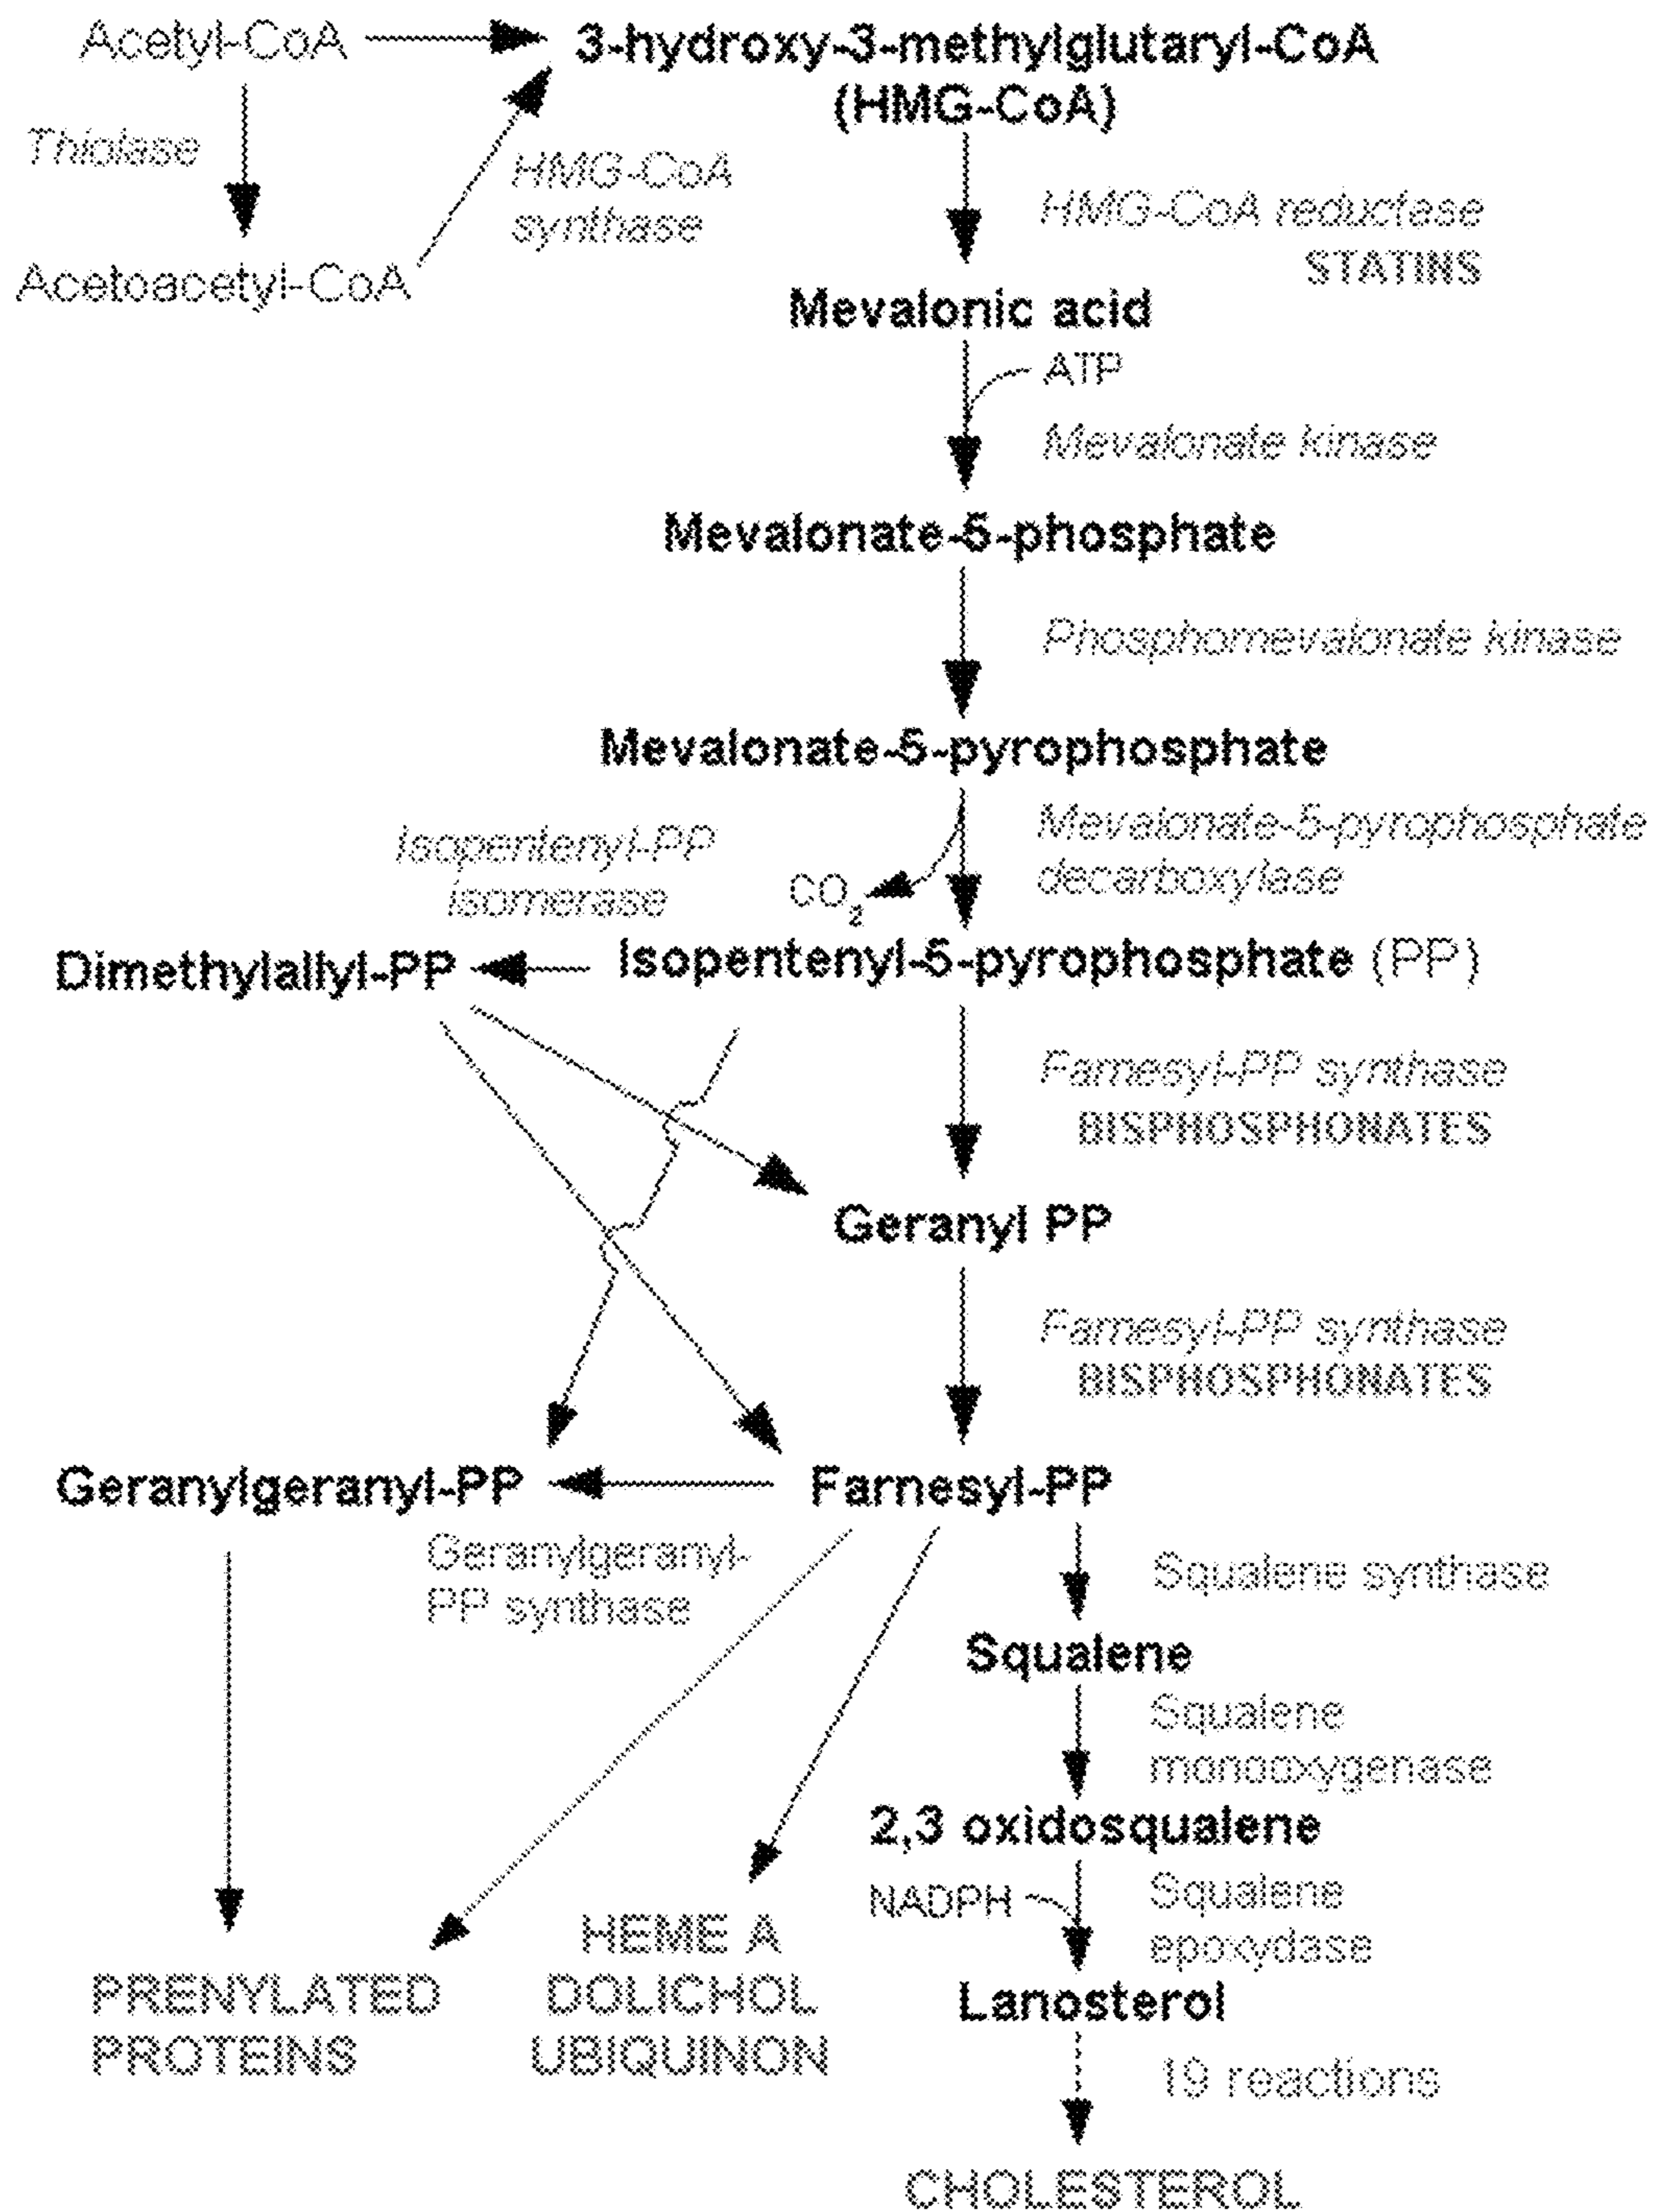 Acetyl-CoA
3-hydroxy-3-methylglutaryl-CoA
(HMG-CoA)
Thiolase
HMG-CoA
synthase
HMG-CoA reductase
STATINS
Acetoacetyl-CoA
Mevalonic acid
ATP
Mevalonate kinase
Mevalonate-5-phosphate
Phosphomevalonate kinase
Mevalonate-5-pyrophosphate
Isopentenyl-PP
isomerase
CO2
Mevalonate-5-pyrophosphate
decarboxylase
Dimethylallyl-PP
Isopentenyl-5-pyrophosphate (PP)
Farnesyl-PP synthase
BISPHOSPHONATES
Geranyl PP
Farnesyl-PP synthase
BISPHOSPHONATES
Geranylgeranyl-PP
Farnesyl-PP
Geranylgeranyl-
PP synthase
Squalene synthase
Squalene
Squalene
monooxygenase
2,3 oxidosqualene
NADPH
Squalene
epoxydase
HEME A
DOLICHOL
UBIQUINON
PRENYLATED
PROTEINS
Lanosterol
19 reactions
CHOLESTEROL